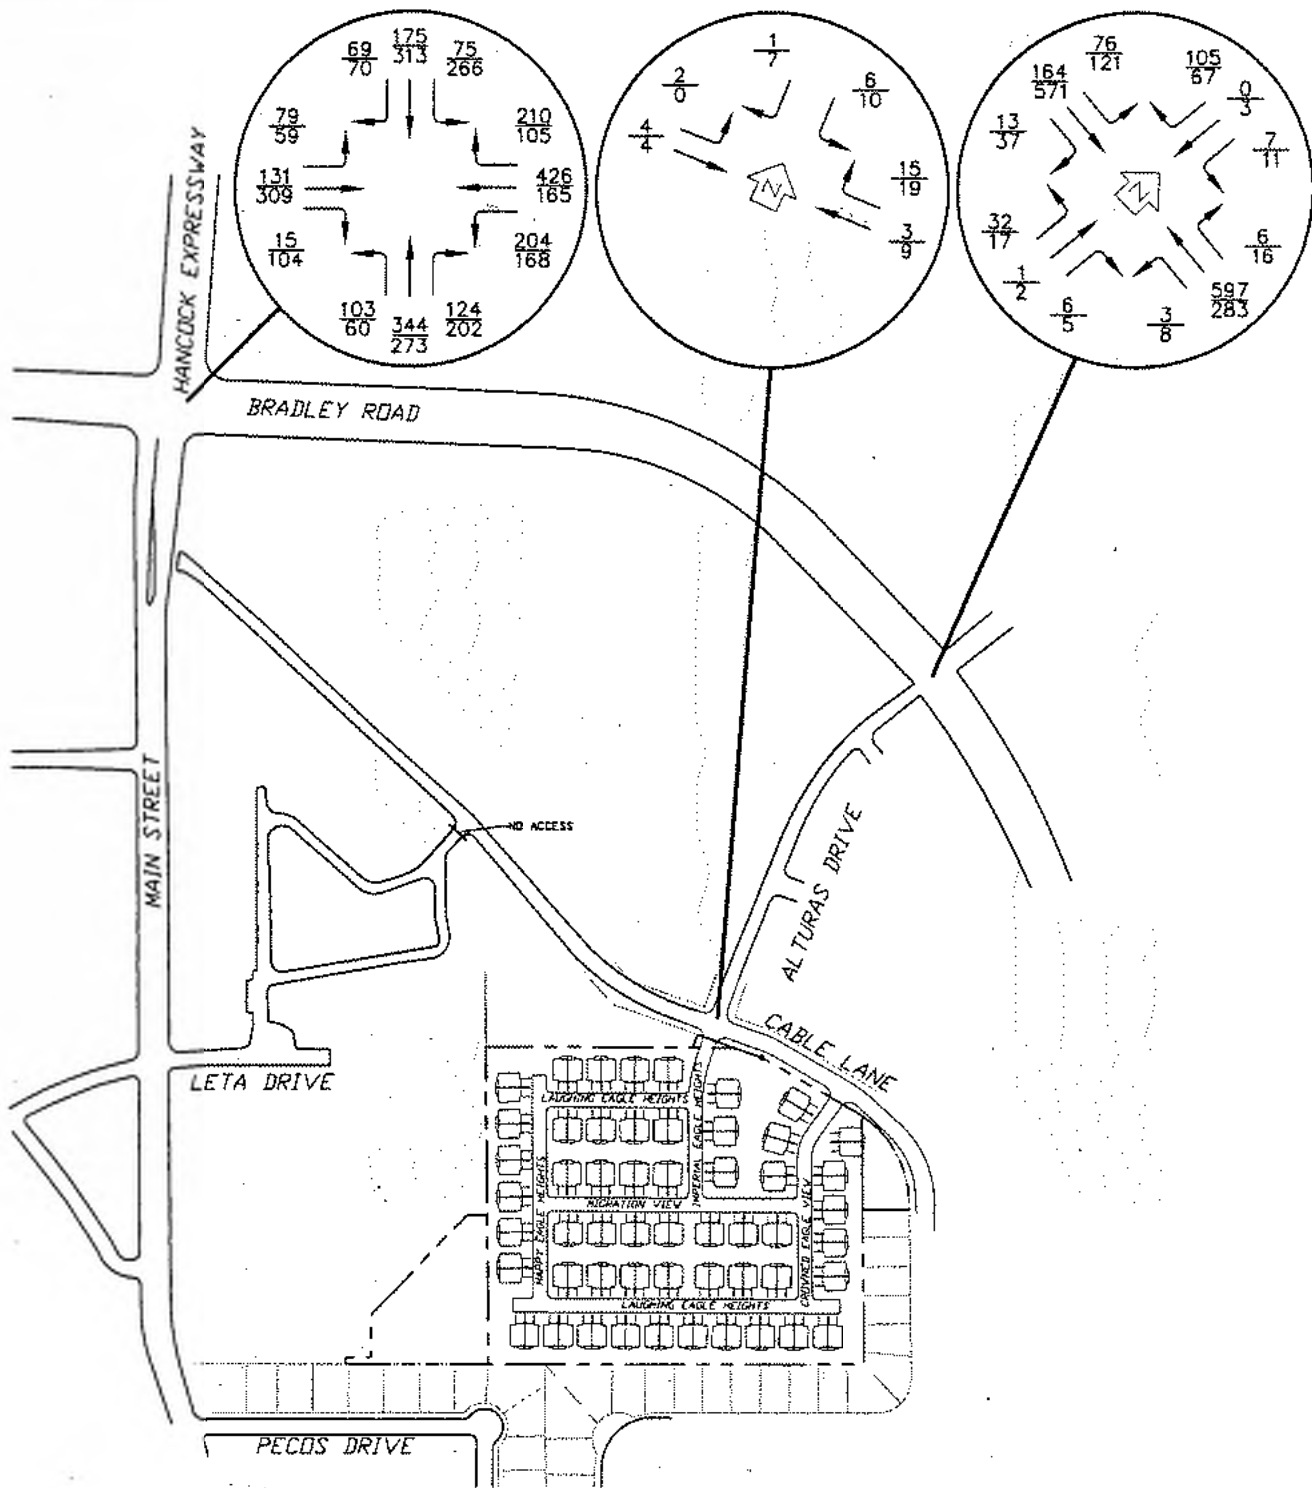 69/70
175/313
75/266
79/59
210/105
131/309
426/165
15/104
204/168
103/60
344/273
124/202
1/7
2/0
6/10
4/4
15/19
N
3/9
76/121
105/67
164/571
0/3
13/37
7/11
N
32/17
6/16
1/2
597/283
6/5
3/8
HANCOCK EXPRESSWAY
BRADLEY ROAD
MAIN STREET
NO ACCESS
ALTURAS DRIVE
CABLE LANE
LETA DRIVE
LAUGHING EAGLE HEIGHTS
IMPERIAL EAGLE HEIGHTS
HAPPY EAGLE HEIGHTS
MIGRATION VIEW
CROWNED EAGLE VIEW
LAUGHING EAGLE HEIGHTS
PECOS DRIVE